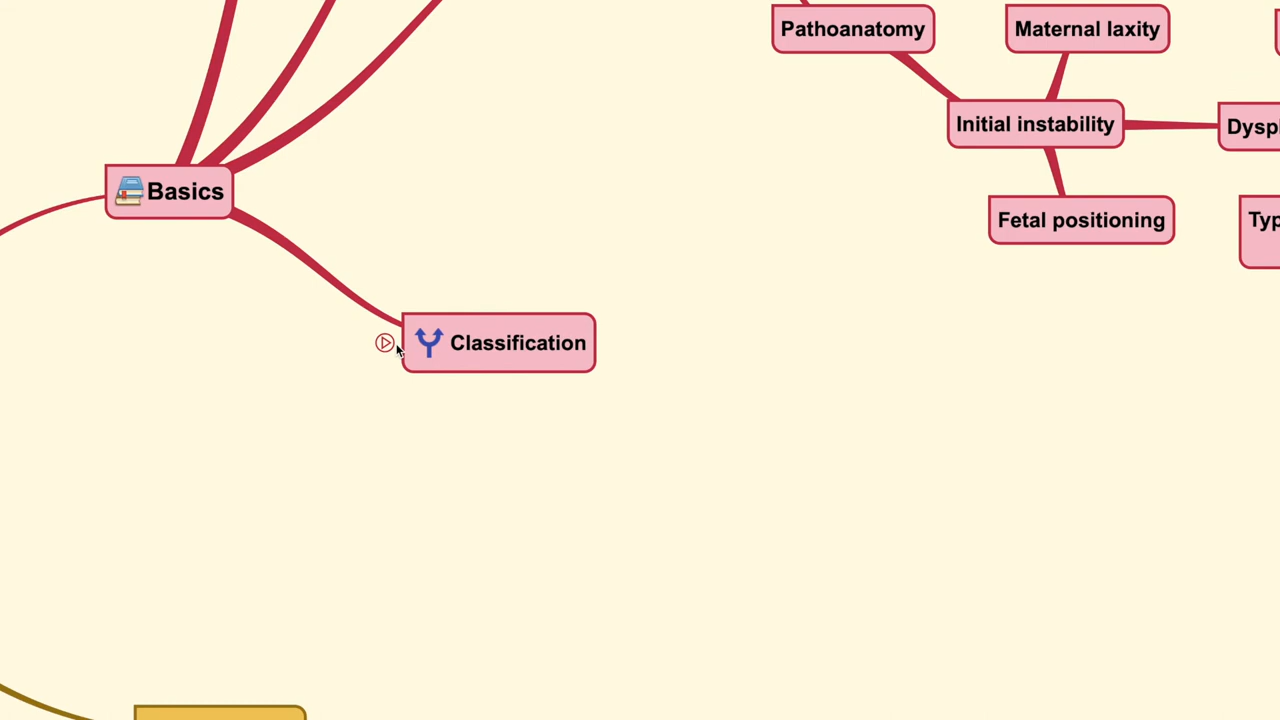 Pathoanatomy
Maternal laxity
Initial instability
Basics
Fetal positioning
Classification